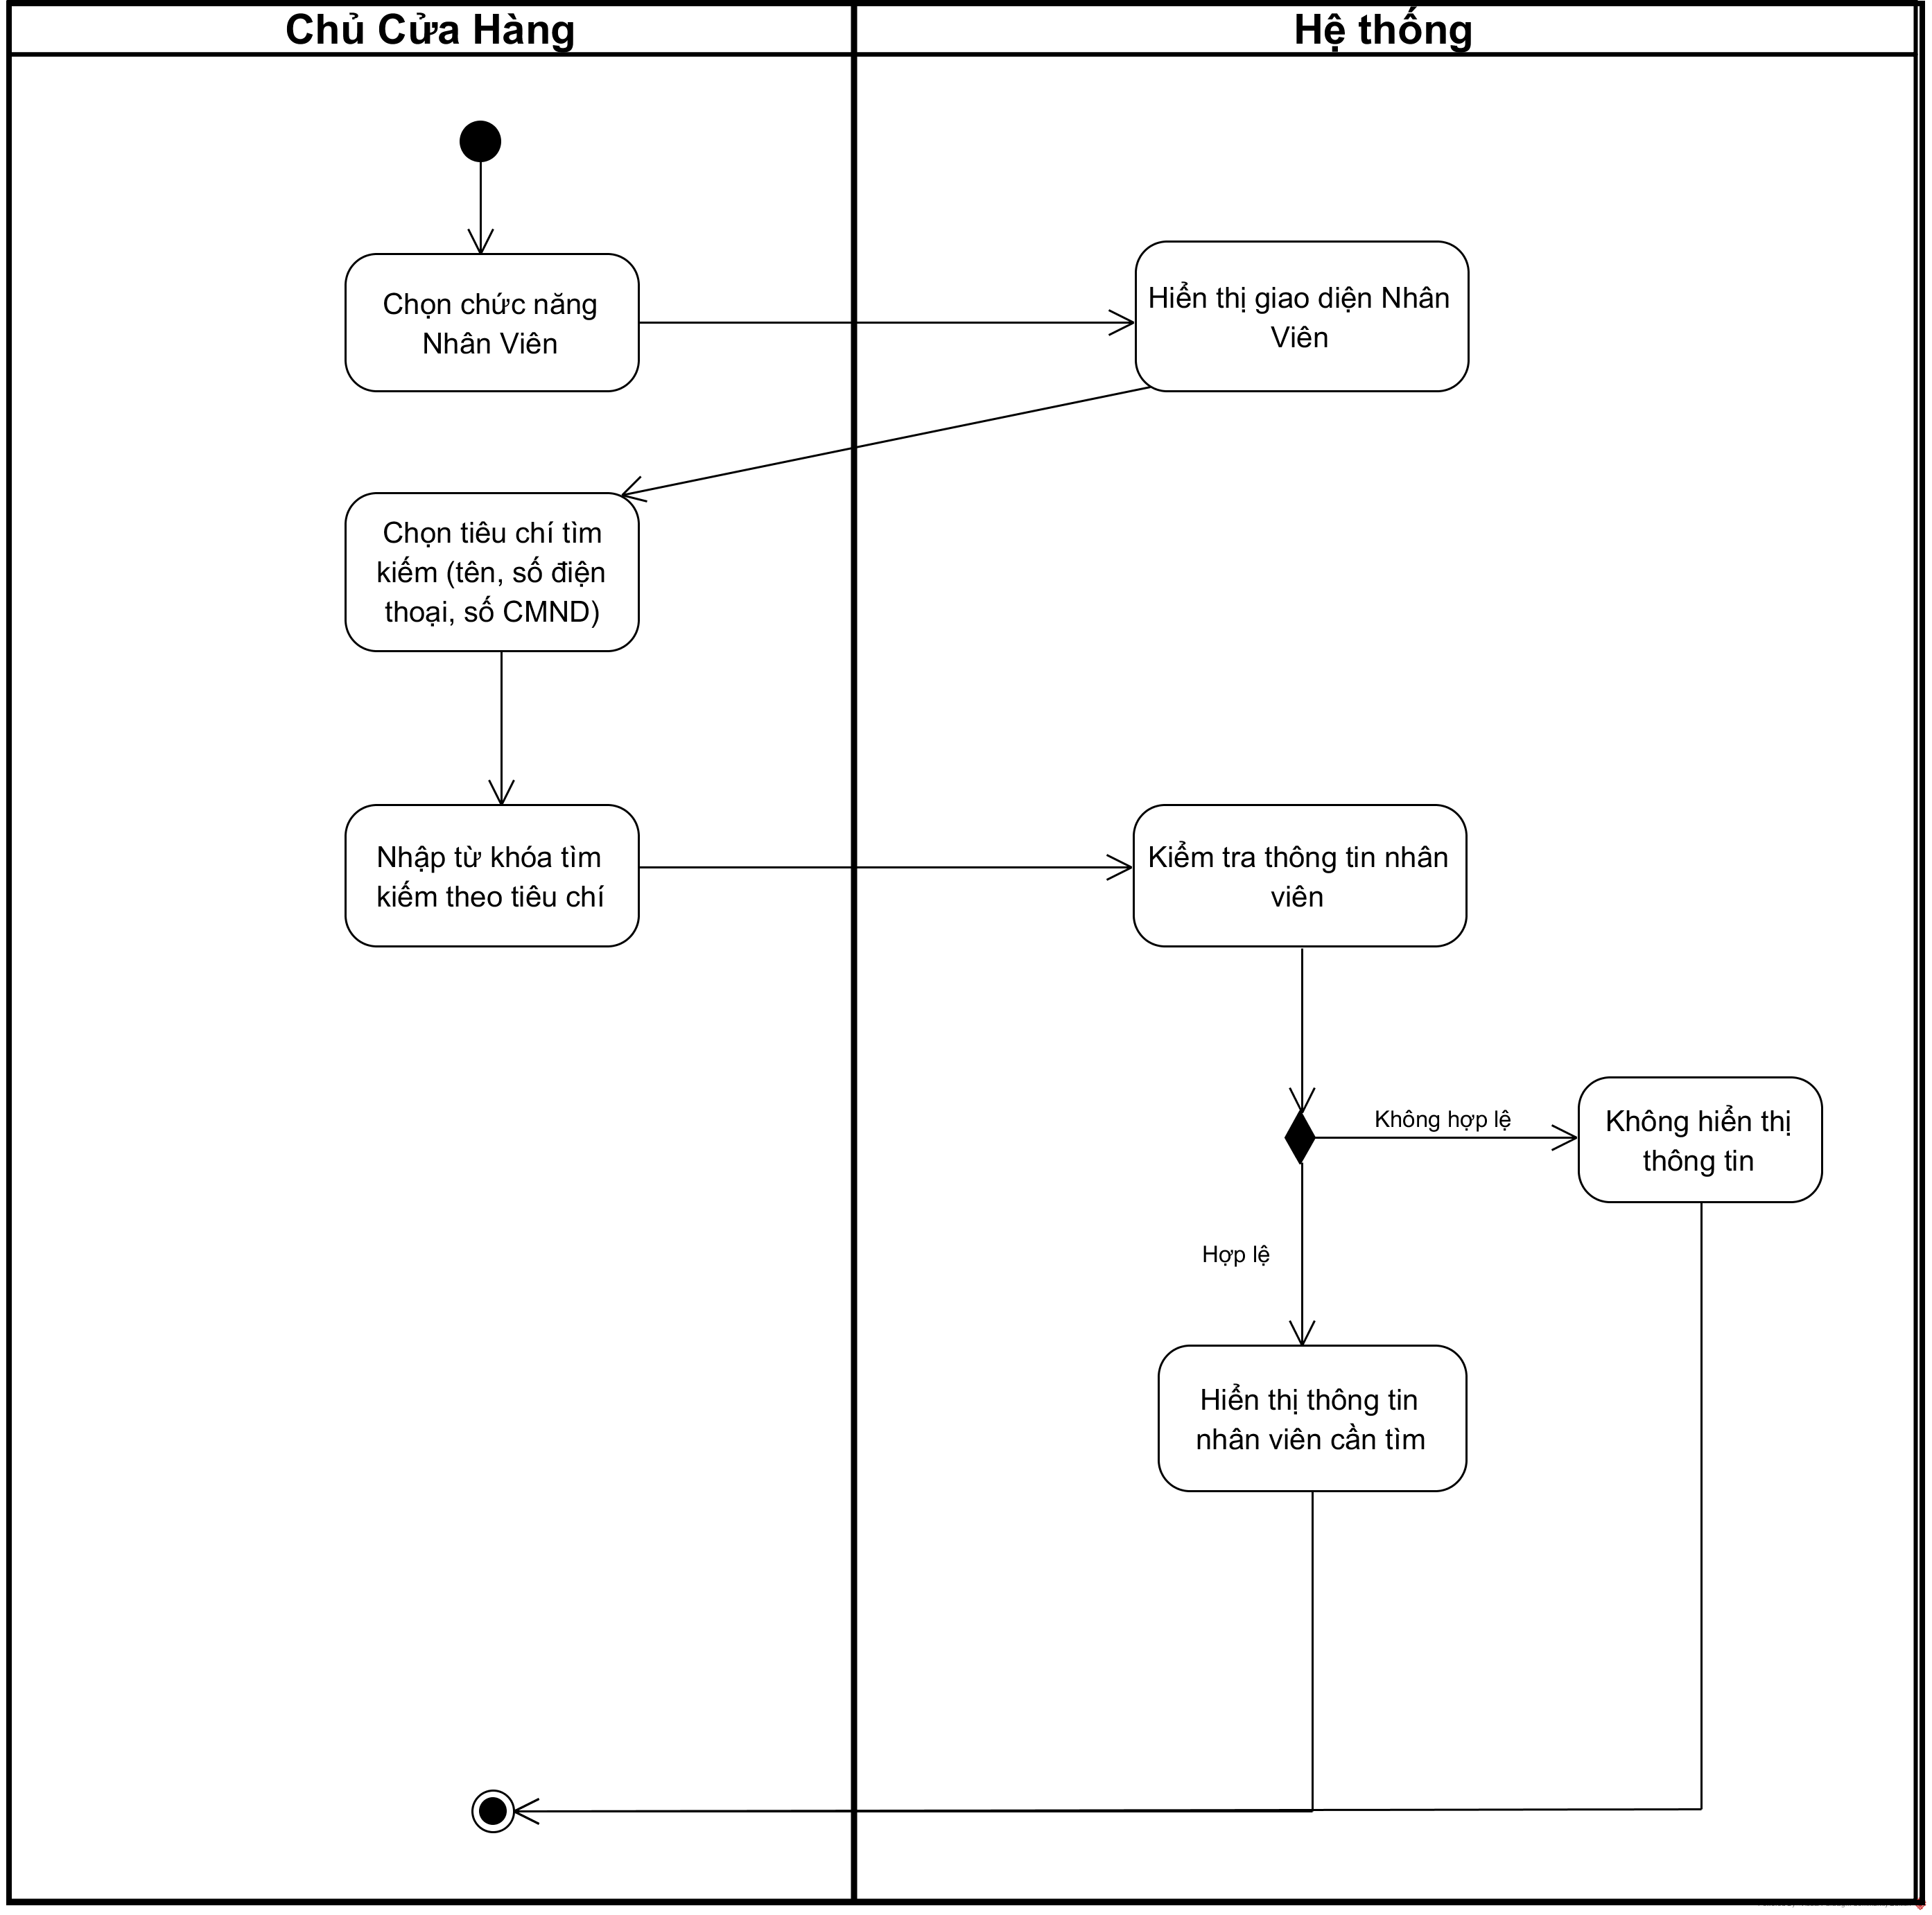 Chủ Cửa Hàng
Hệ thống
Chọn chức năng
Nhân Viên
Hiển thị giao diện Nhân
Viên
Chọn tiêu chí tìm
kiếm (tên, số điện
thoại, số CMND)
Nhập từ khóa tìm
kiếm theo tiêu chí
Kiểm tra thông tin nhân
viên
Không hợp lệ
Không hiển thị
thông tin
Hợp lệ
Hiển thị thông tin
nhân viên cần tìm